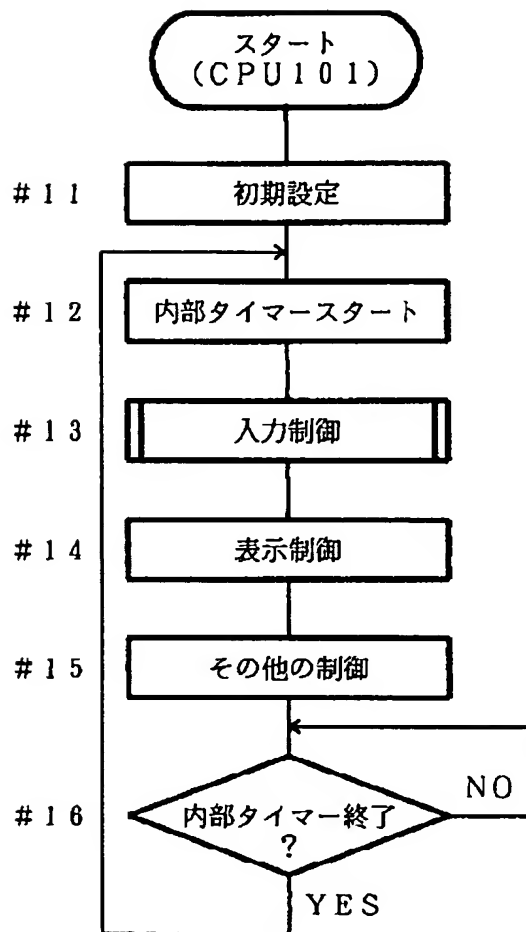 スタート
(CPU101)
#11 初期設定
#12 内部タイマースタート
#13 入力制御
#14 表示制御
#15 その他の制御
#16 内部タイマー終了 NO
?
YES